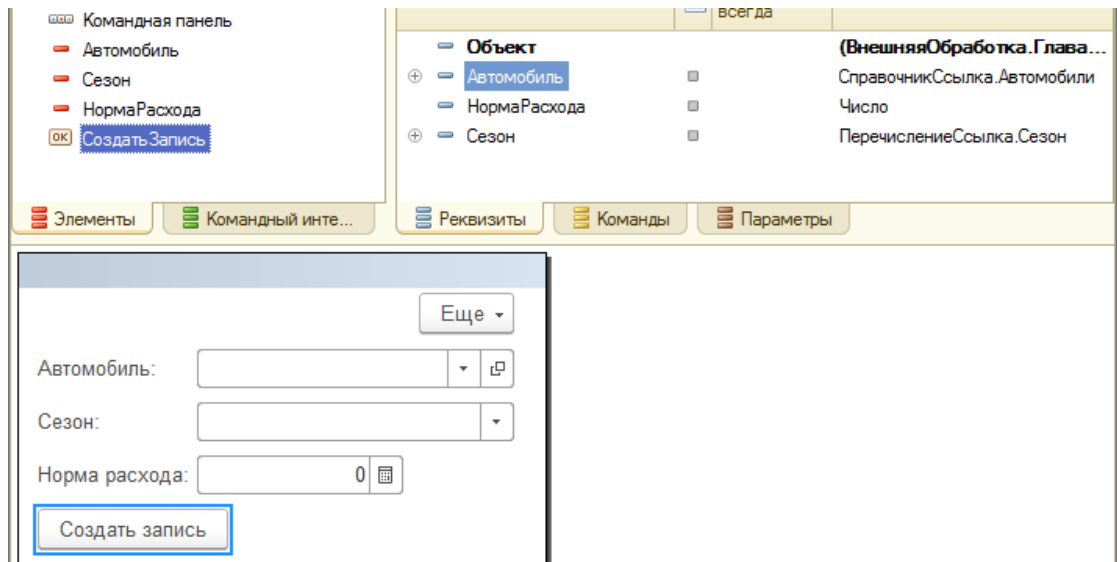 всегда
Командная панель
Автомобиль
Сезон
НормаРасхода
OK СоздатьЗапись
Объект (ВнешняяОбработка.Глава...
Автомобиль СправочникСсылка.Автомобили
НормаРасхода Число
Сезон ПеречислениеСсылка.Сезон
Элементы Командный инте... Реквизиты Команды Параметры
Еще
Автомобиль:
Сезон:
Норма расхода: 0
Создать запись